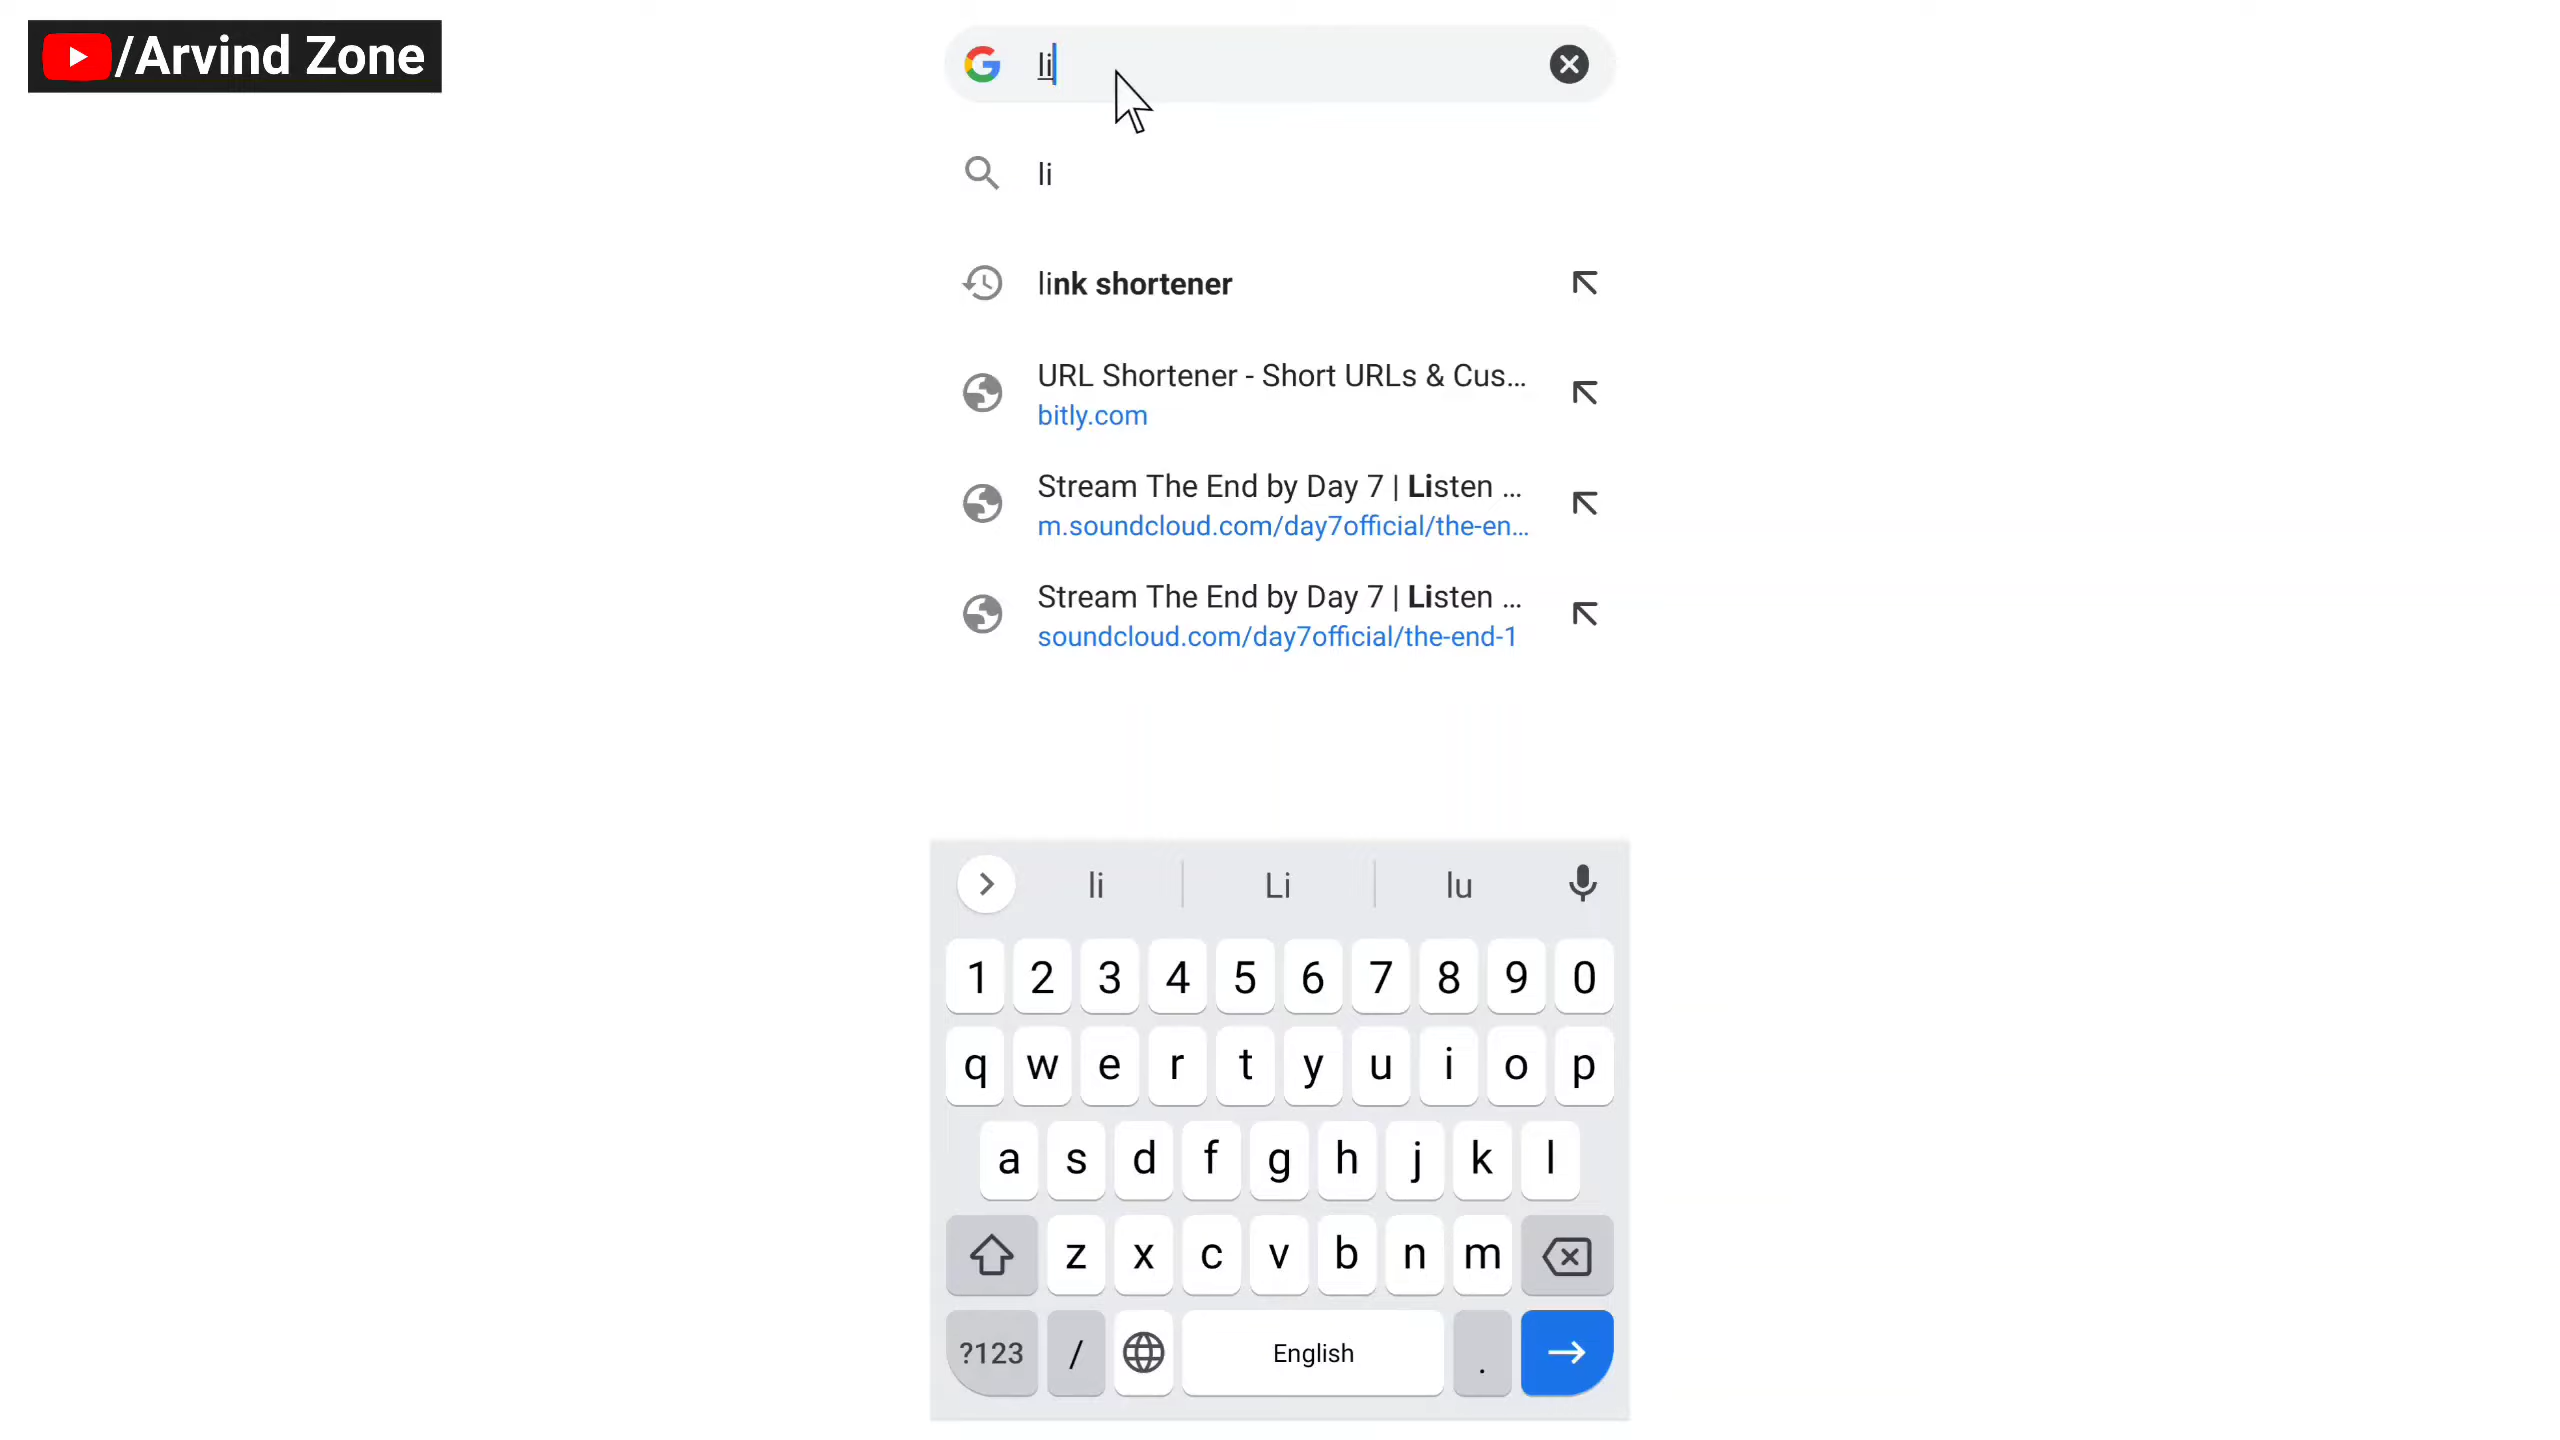 /Arvind Zone
li
li
link shortener
URL Shortener - Short URLs & Cus...
bitly.com
Stream The End by Day 7 | Listen ...
m.soundcloud.com/day7official/the-en...
Stream The End by Day 7 | Listen ...
soundcloud.com/day7official/the-end-1
li Li lu
1 2 3 4 5 6 7 8 9 0
q w e r t y u i o p
a s d f g h j k l
z x c v b n m
?123 / English .